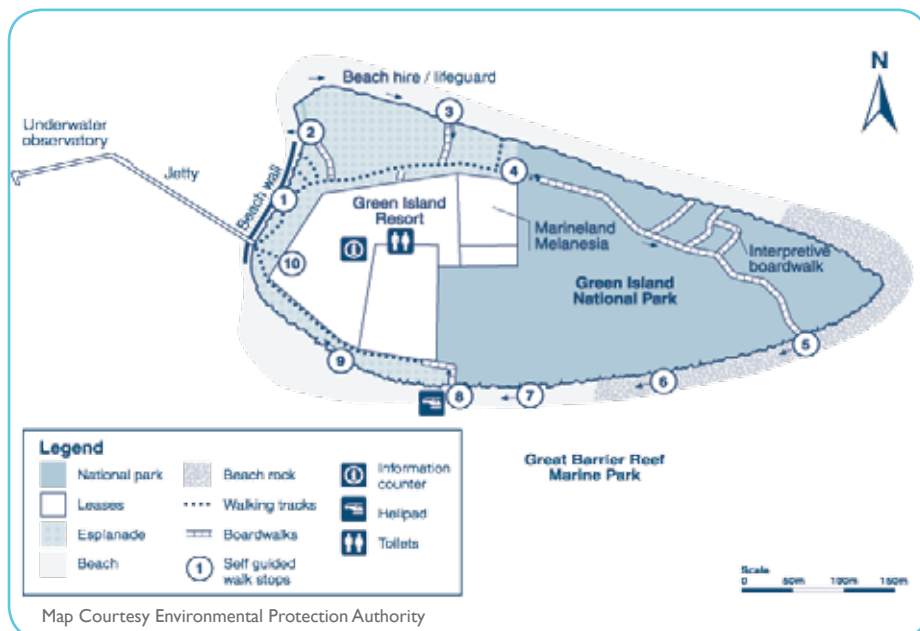 Beach hire / lifeguard
N
3
Underwater
observatory
2
Jetty
4
Beach wall
1
Green Island
Resort
Marineland
Melanesia
Interpretive
boardwalk
10
Green Island
National Park
5
9
6
8
7
Legend
National park
Leases
Esplanade
Beach
Beach rock
Walking tracks
Boardwalks
1
Self guided
walk stops
Information
counter
Helipad
Toilets
Great Barrier Reef
Marine Park
Scale
0 50m 100m 150m
Map Courtesy Environmental Protection Authority